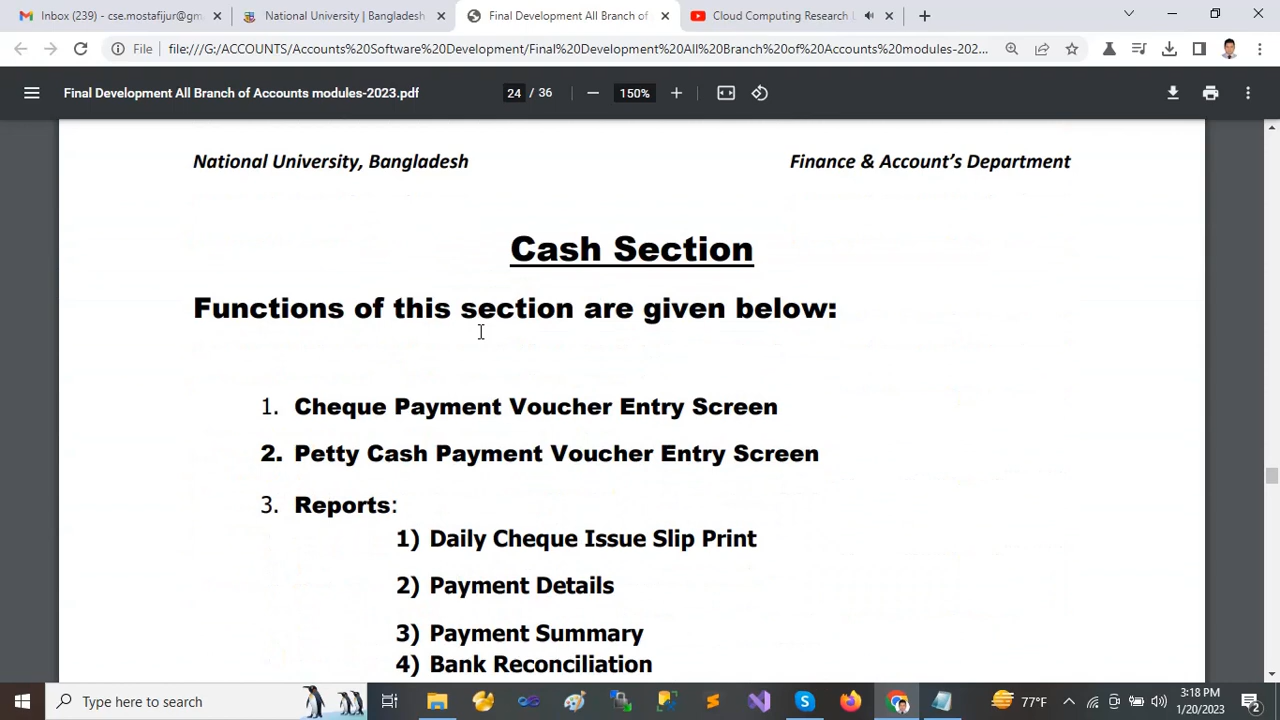 Inbox (239) - cse.mostafijur@gm
National University | Bangladesh
Final Development All Branch of
Cloud Computing Research L
File
file:///G:/ACCOUNTS/Accounts%20Software%20Development/Final%20Development%20All%20Branch%20of%20Accounts%20modules-202...
Final Development All Branch of Accounts modules-2023.pdf
24 / 36
150%
National University, Bangladesh
Finance & Account's Department
Cash Section
Functions of this section are given below:
1. Cheque Payment Voucher Entry Screen
2. Petty Cash Payment Voucher Entry Screen
3. Reports:
1) Daily Cheque Issue Slip Print
2) Payment Details
3) Payment Summary
4) Bank Reconciliation
Type here to search
77°F
3:18 PM
1/20/2023
2